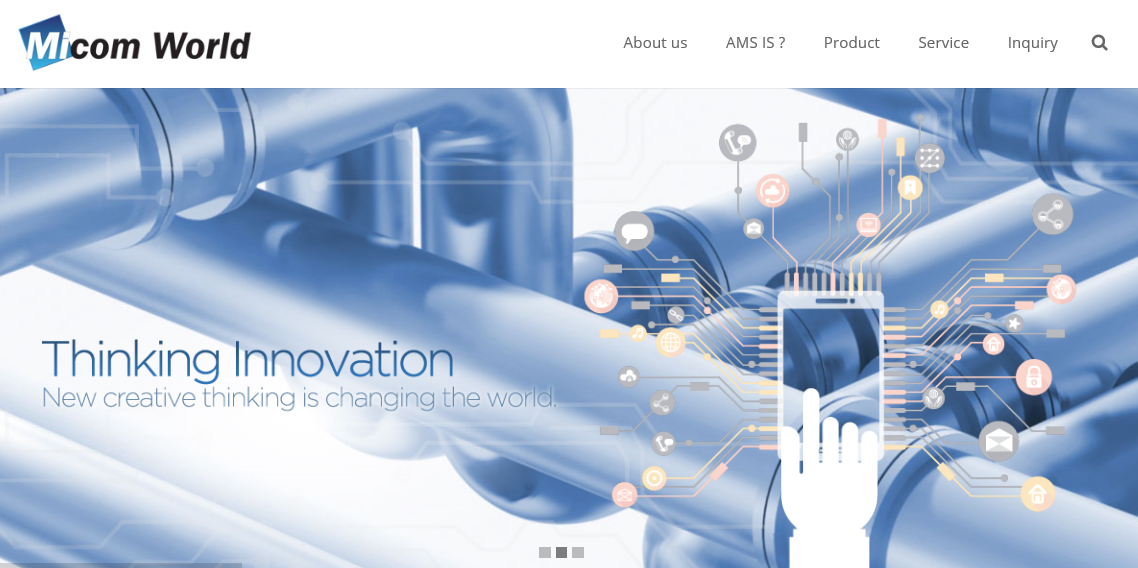 Micom World
About us
AMS IS ?
Product
Service
Inquiry
Thinking Innovation
New creative thinking is changing the world.